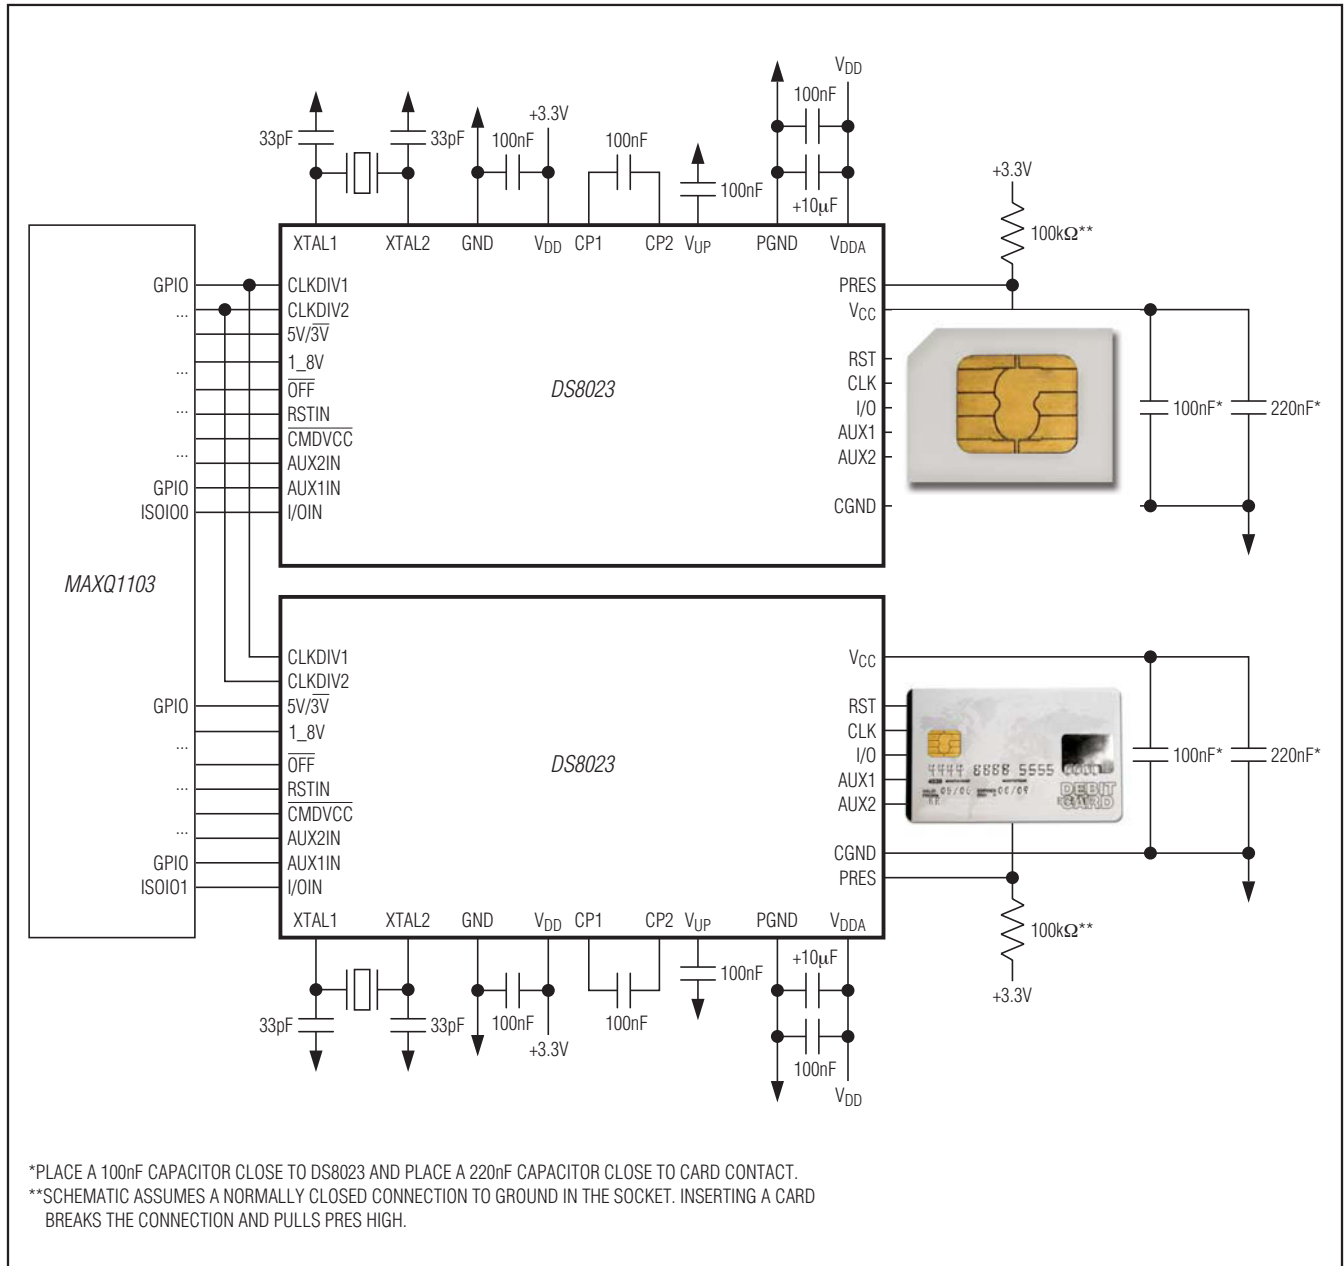 V_DD
100nF
+3.3V
33pF
33pF
100nF
100nF
100nF
+10µF
+3.3V
100kΩ**
XTAL1 XTAL2 GND V_DD CP1 CP2 V_UP PGND V_DDA
GPIO CLKDIV1 PRES
... CLKDIV2 V_CC
5V/3V̅
... 1_8V RST
O̅F̅F̅ CLK
... RSTIN I/O
C̅M̅D̅V̅C̅C̅ AUX1
... AUX2IN AUX2
GPIO AUX1IN
ISOIO0 I/OIN CGND
DS8023
100nF* 220nF*
MAXQ1103
CLKDIV1 V_CC
CLKDIV2
GPIO 5V/3V̅ RST
1_8V CLK
... O̅F̅F̅ I/O
... RSTIN AUX1
C̅M̅D̅V̅C̅C̅ AUX2
... AUX2IN
GPIO AUX1IN CGND
ISOIO1 I/OIN PRES
DS8023
4444 8888 5555
DEBIT
CARD
100nF* 220nF*
XTAL1 XTAL2 GND V_DD CP1 CP2 V_UP PGND V_DDA
100kΩ**
+3.3V
+10µF
100nF
33pF
33pF
100nF
100nF
+3.3V
100nF
V_DD
*PLACE A 100nF CAPACITOR CLOSE TO DS8023 AND PLACE A 220nF CAPACITOR CLOSE TO CARD CONTACT.
**SCHEMATIC ASSUMES A NORMALLY CLOSED CONNECTION TO GROUND IN THE SOCKET. INSERTING A CARD
BREAKS THE CONNECTION AND PULLS PRES HIGH.